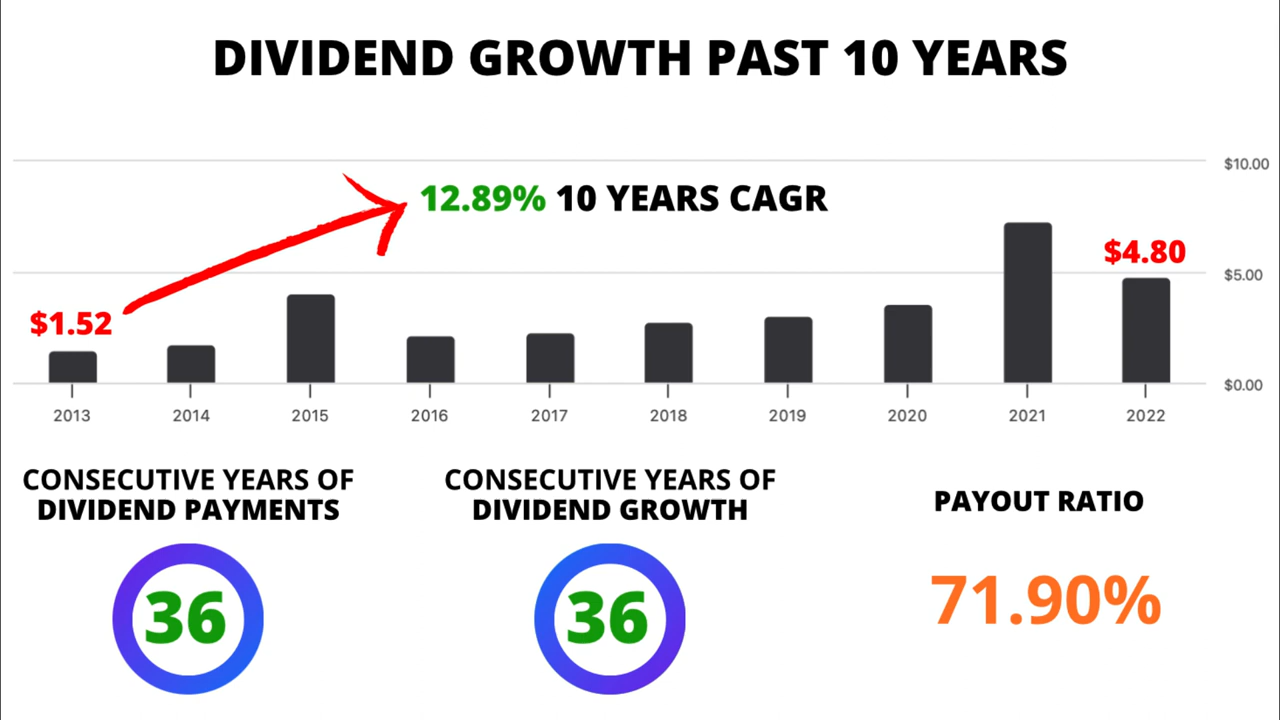 DIVIDEND GROWTH PAST 10 YEARS
$10.00
12.89% 10 YEARS CAGR
$4.80
$5.00
$1.52
$0.00
2013 2014 2015 2016 2017 2018 2019 2020 2021 2022
CONSECUTIVE YEARS OF
DIVIDEND PAYMENTS
36
CONSECUTIVE YEARS OF
DIVIDEND GROWTH
36
PAYOUT RATIO
71.90%